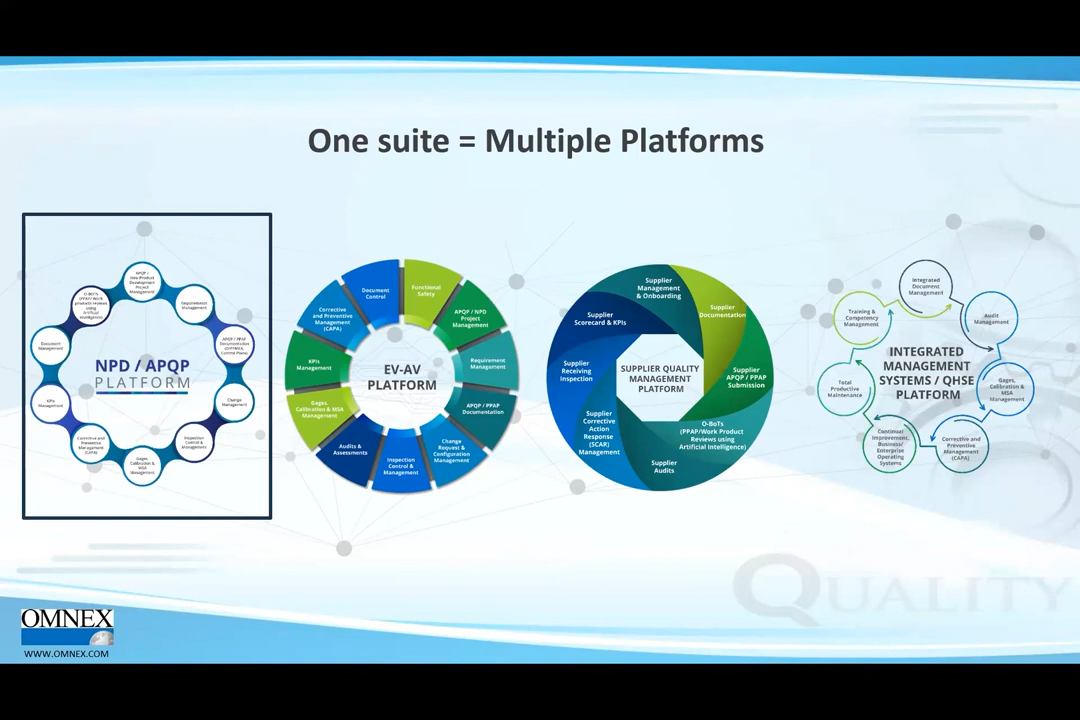 One suite = Multiple Platforms
NPD / APQP
PLATFORM
APQP /
New Product
Development
Project
Management
Requirements
Management
APQP / PPAP
Documentation
Control Plans)
Change
Management
Inspection
Control &
Management
Gages,
Calibration &
MSA
Management
Corrective and
Preventive
Management
(CAPA)
KPIs
Management
Document
Management
O-BoTs
(PPAP/Work
products reviews
using
Artificial
Intelligence)
EV-AV
PLATFORM
Functional
Safety
APQP / NPD
Project
Management
Requirement
Management
APQP / PPAP
Documentation
Change
Request &
Configuration
Management
Inspection
Control &
Management
Audits &
Assessments
Gages,
Calibration & MSA
Management
KPIs
Management
Corrective
and Preventive
Management
(CAPA)
Document
Control
SUPPLIER QUALITY
MANAGEMENT
PLATFORM
Supplier
Management
& Onboarding
Supplier
Documentation
Supplier
APQP / PPAP
Submission
O-BoTs
(PPAP/Work Product
Reviews using
Artificial Intelligence)
Supplier
Audits
Supplier
Corrective
Action
Response
(SCAR)
Management
Supplier
Receiving
Inspection
Supplier
Scorecard & KPIs
INTEGRATED
MANAGEMENT
SYSTEMS / QHSE
PLATFORM
Integrated
Document
Management
Audit
Management
Gages,
Calibration &
MSA
Management
Corrective and
Preventive
Management
(CAPA)
Continual
Improvement,
Business/
Enterprise
Operating
Systems
Total
Productive
Maintenance
Training &
Competency
Management
QUALITY
OMNEX
WWW.OMNEX.COM